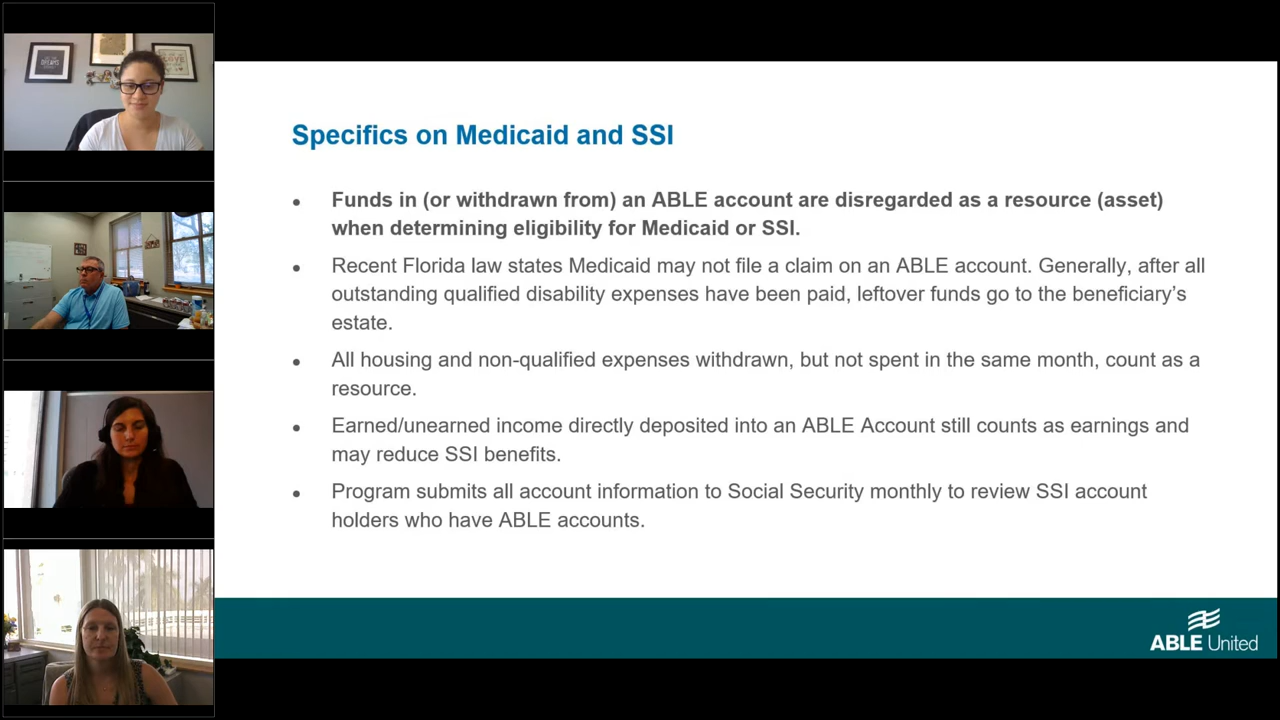 Specifics on Medicaid and SSI
● Funds in (or withdrawn from) an ABLE account are disregarded as a resource (asset)
when determining eligibility for Medicaid or SSI.
● Recent Florida law states Medicaid may not file a claim on an ABLE account. Generally, after all
outstanding qualified disability expenses have been paid, leftover funds go to the beneficiary's
estate.
● All housing and non-qualified expenses withdrawn, but not spent in the same month, count as a
resource.
● Earned/unearned income directly deposited into an ABLE Account still counts as earnings and
may reduce SSI benefits.
● Program submits all account information to Social Security monthly to review SSI account
holders who have ABLE accounts.
ABLE United